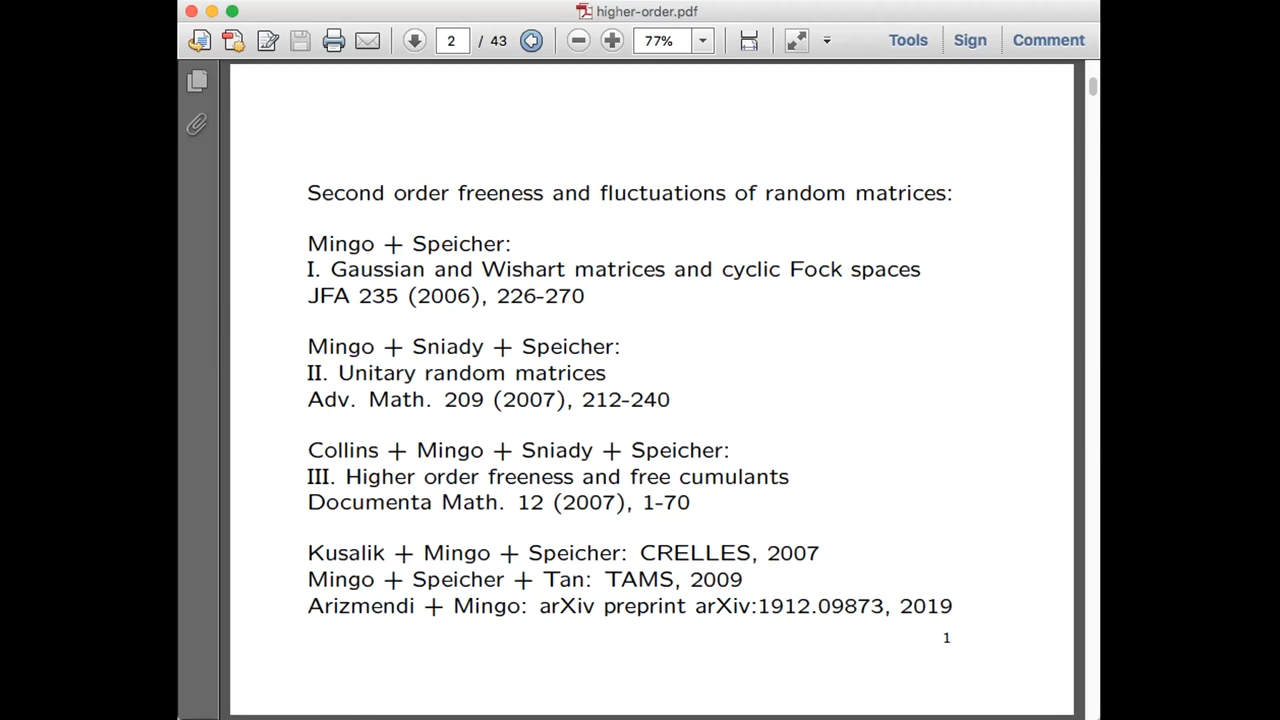 higher-order.pdf
2 / 43 77% Tools Sign Comment
Second order freeness and fluctuations of random matrices:
Mingo + Speicher:
I. Gaussian and Wishart matrices and cyclic Fock spaces
JFA 235 (2006), 226-270
Mingo + Sniady + Speicher:
II. Unitary random matrices
Adv. Math. 209 (2007), 212-240
Collins + Mingo + Sniady + Speicher:
III. Higher order freeness and free cumulants
Documenta Math. 12 (2007), 1-70
Kusalik + Mingo + Speicher: CRELLES, 2007
Mingo + Speicher + Tan: TAMS, 2009
Arizmendi + Mingo: arXiv preprint arXiv:1912.09873, 2019
1